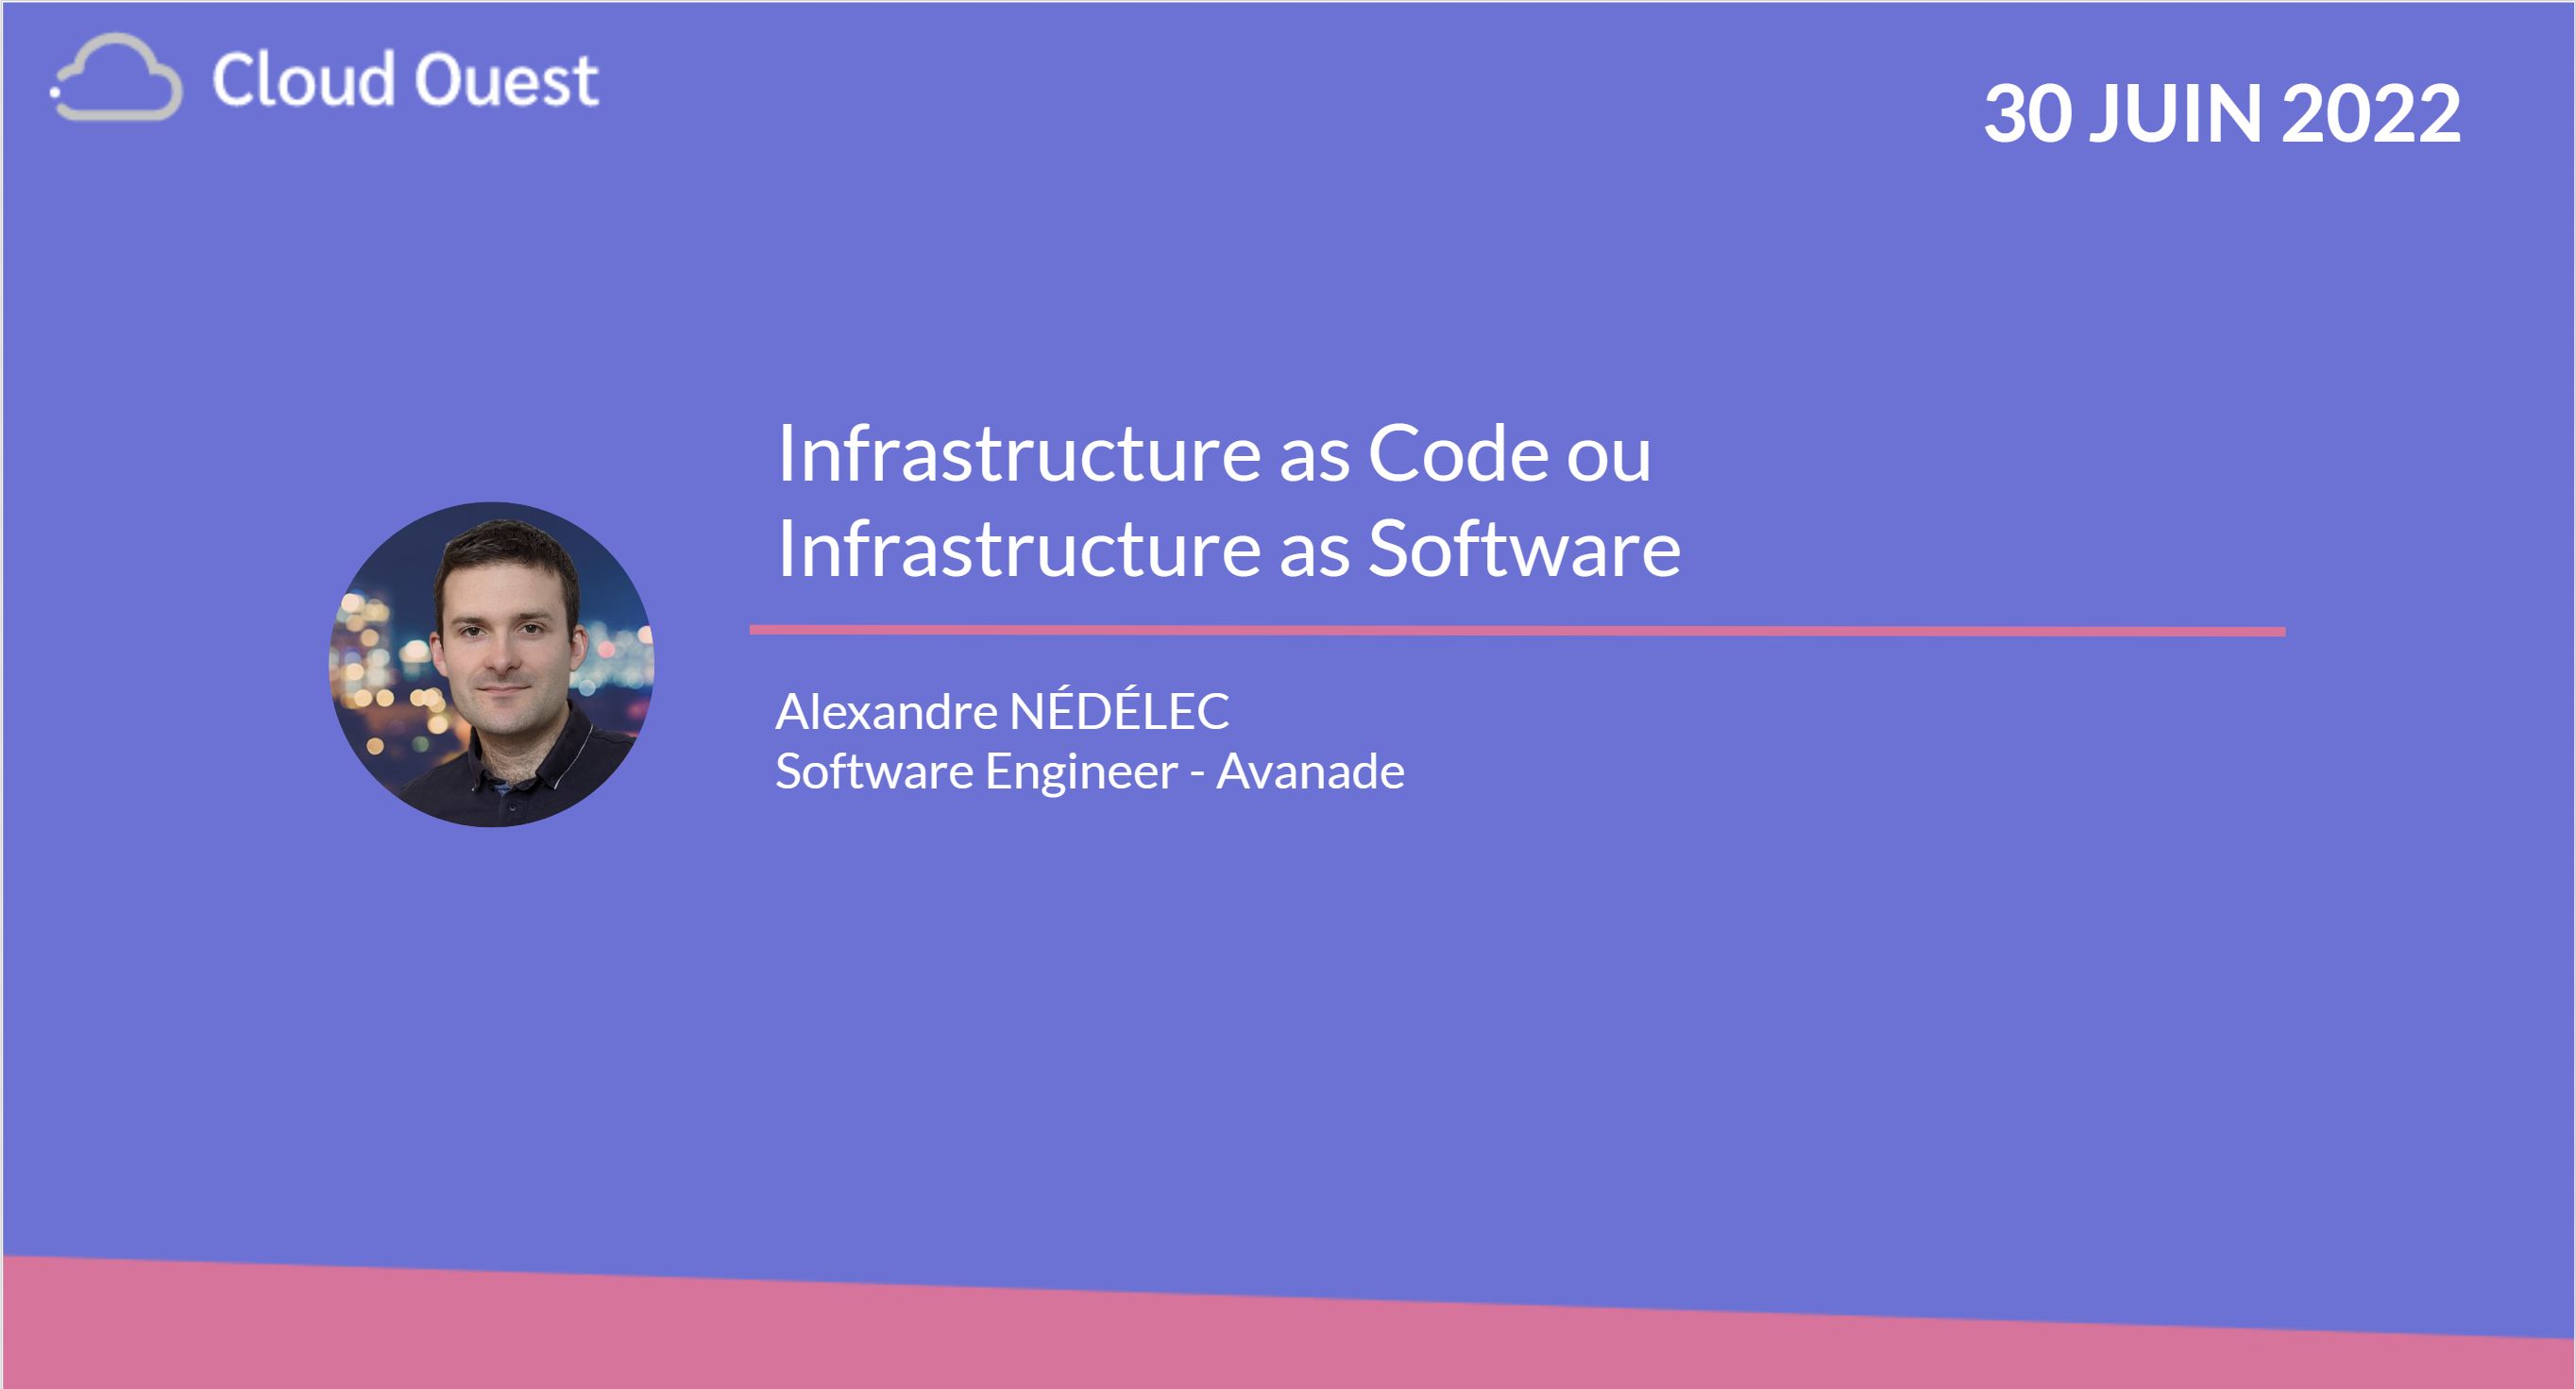 Cloud Ouest
30 JUIN 2022
Infrastructure as Code ou
Infrastructure as Software
Alexandre NÉDÉLEC
Software Engineer - Avanade